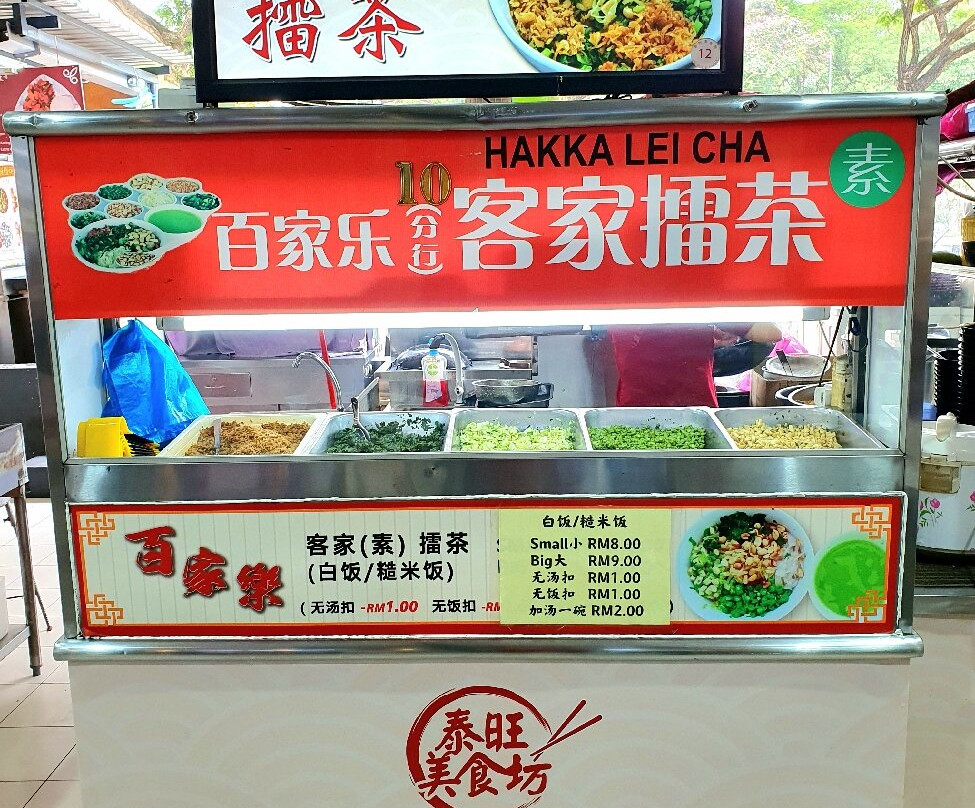 擂茶
12
HAKKA LEI CHA
素
10
百家乐(分行)客家擂茶
百家樂
客家(素)擂茶
(白饭/糙米饭)
(无汤扣 -RM1.00 无饭扣 -RM
白饭/糙米饭
Small小 RM8.00
Big大 RM9.00
无汤扣 RM1.00
无饭扣 RM1.00
加汤一碗 RM2.00
泰旺
美食坊